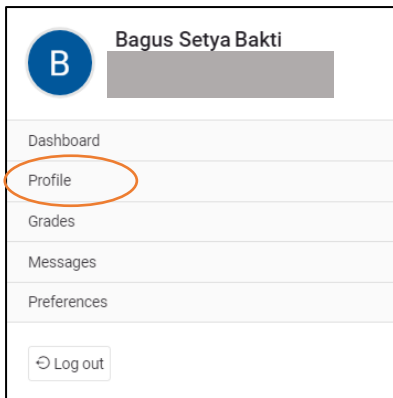 B
Bagus Setya Bakti
Dashboard
Profile
Grades
Messages
Preferences
Log out